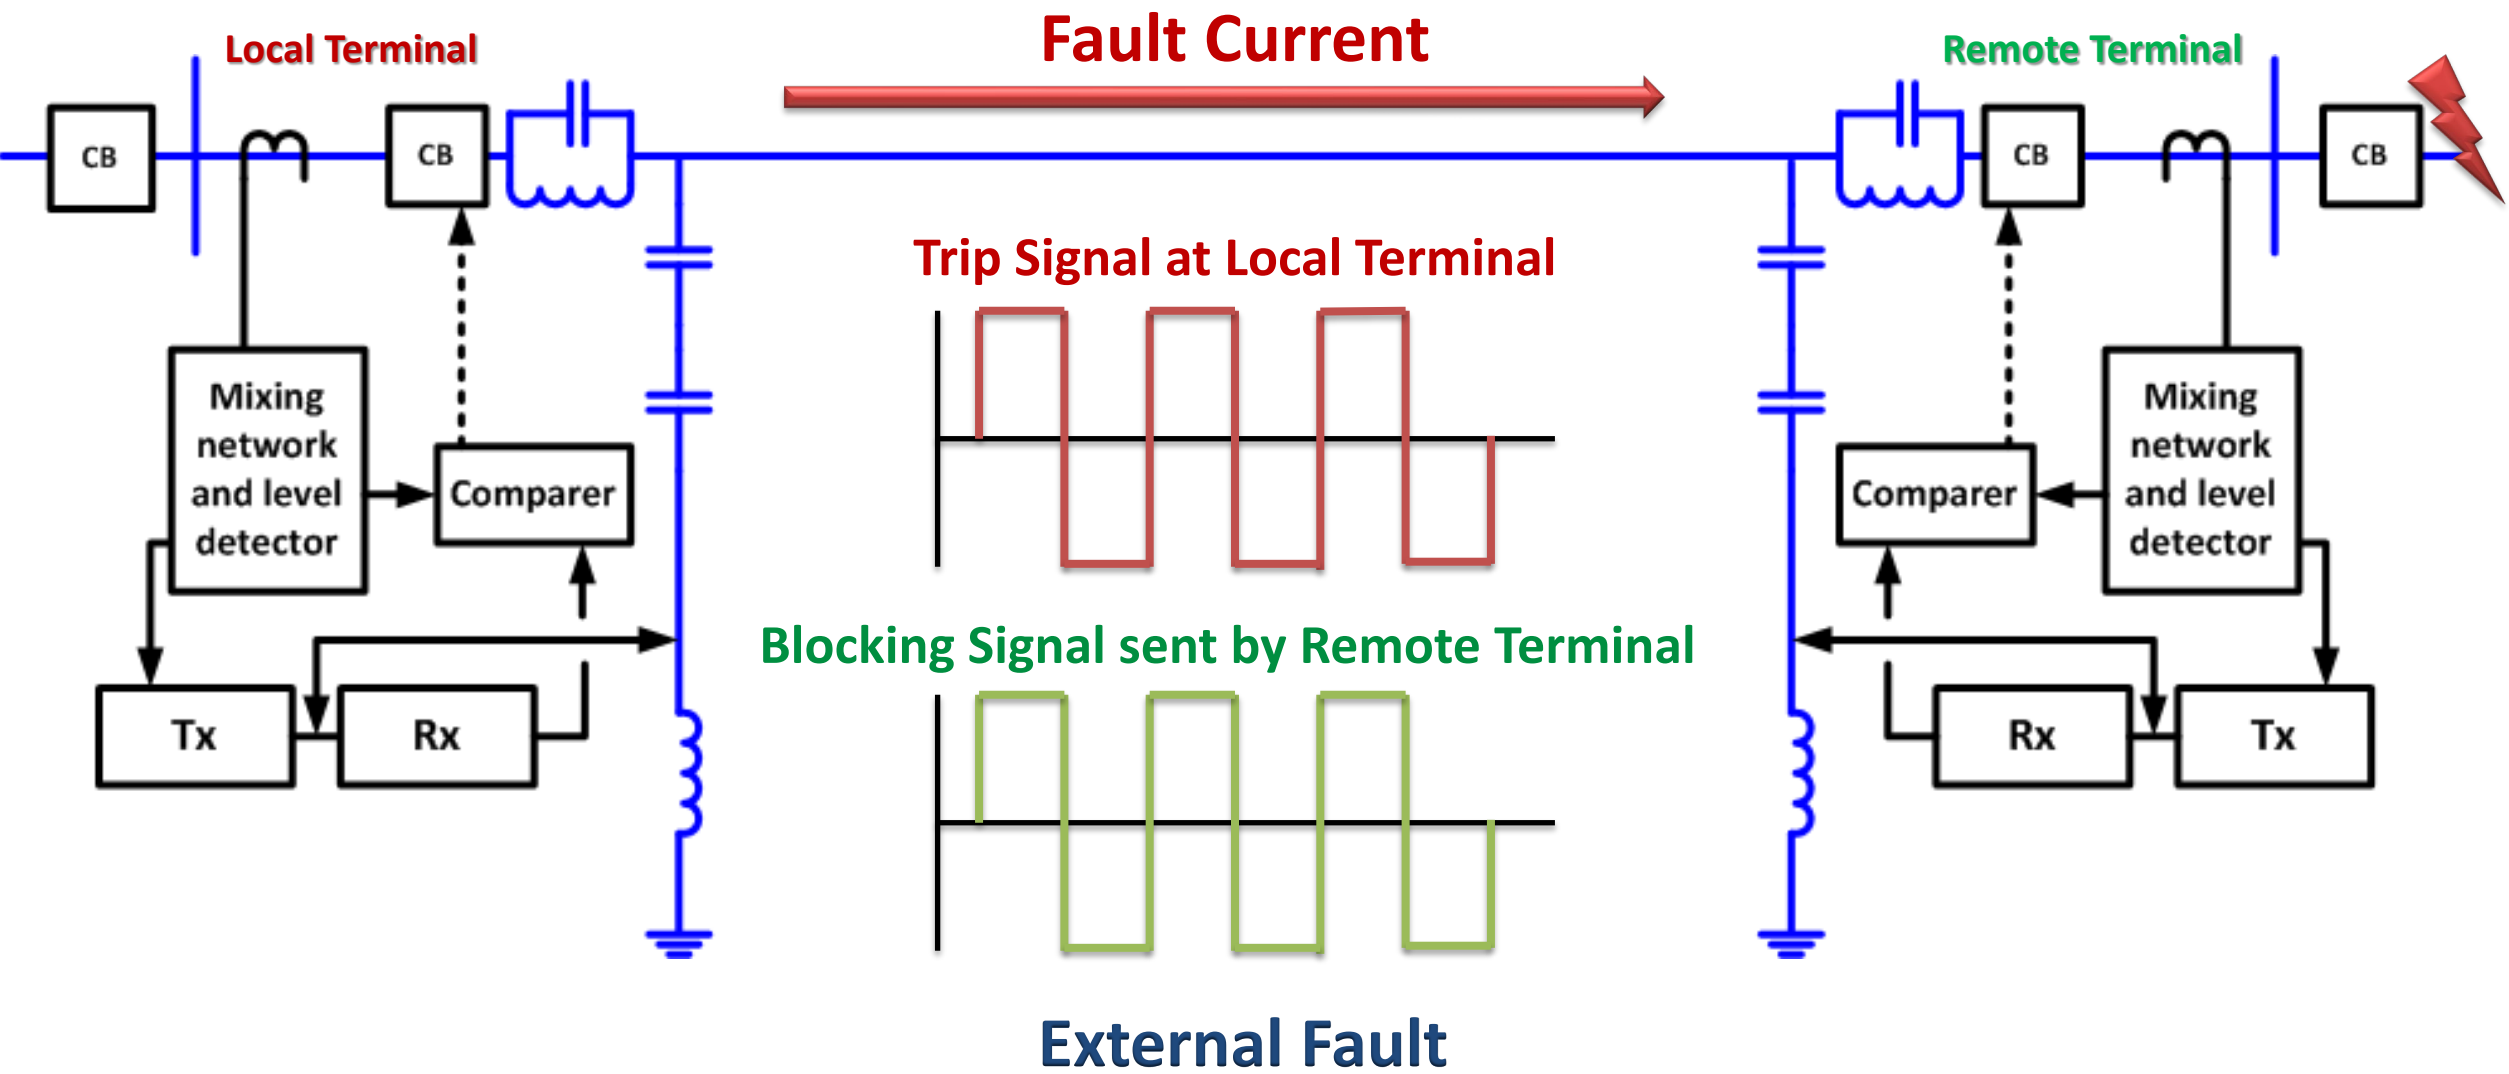 Fault Current
Local Terminal
Remote Terminal
CB
CB
CB
CB
Trip Signal at Local Terminal
Mixing
network
and level
detector
Comparer
Comparer
Mixing
network
and level
detector
Blocking Signal sent by Remote Terminal
Tx
Rx
Rx
Tx
External Fault